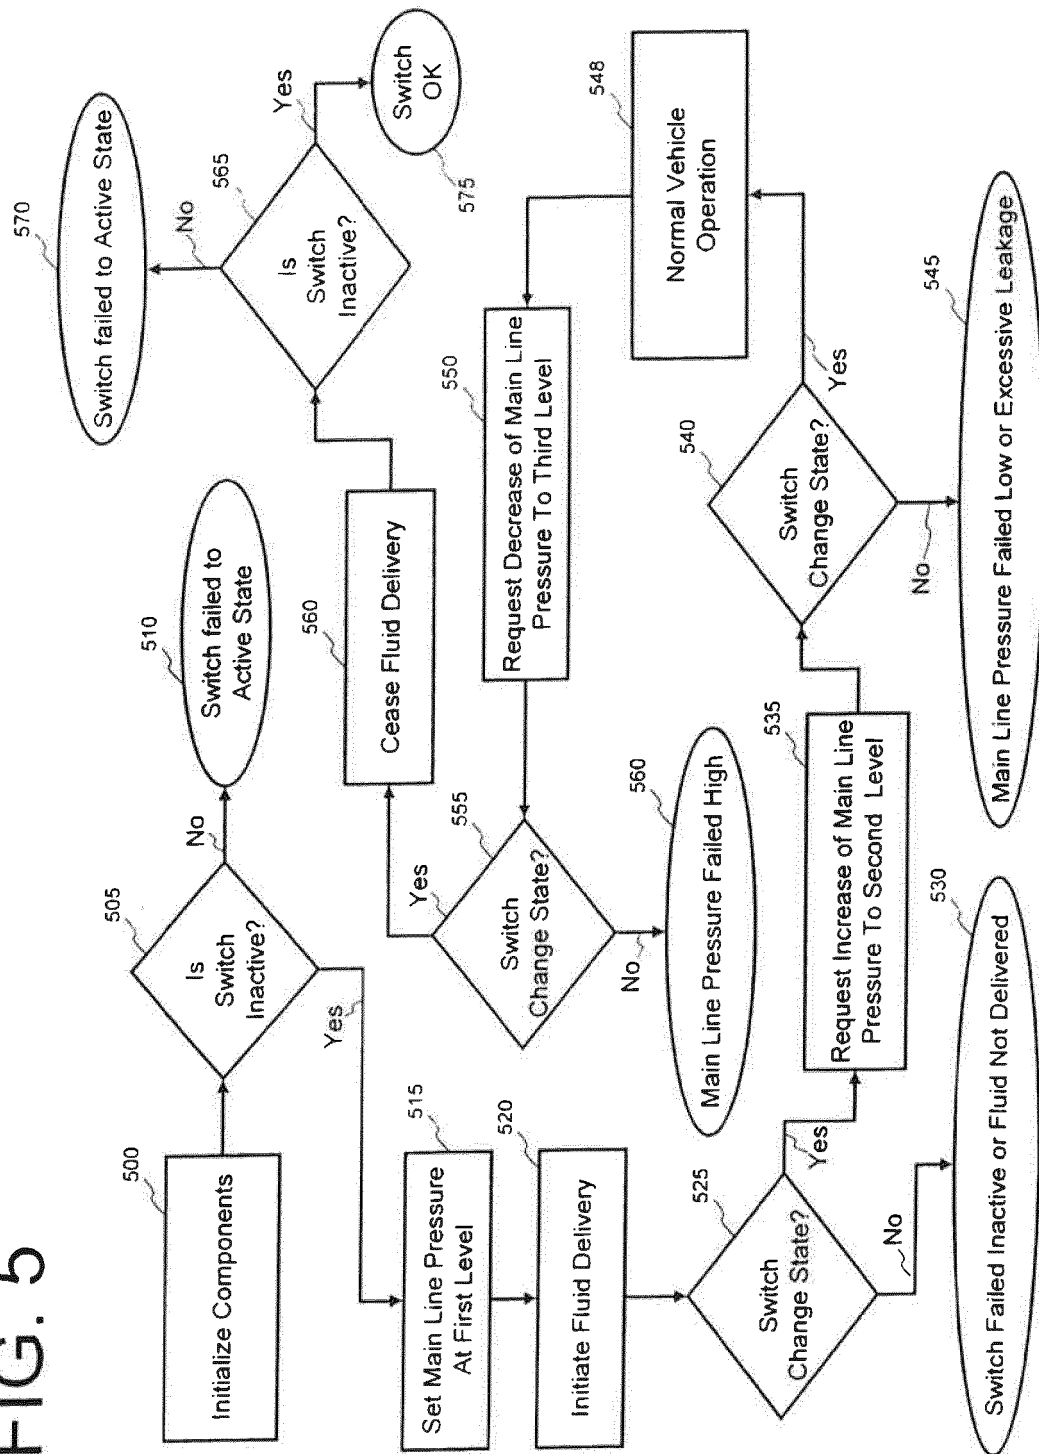 FIG. 5
500
Initialize Components
505
Is
Switch
Inactive?
No
510
Switch failed to
Active State
Yes
515
Set Main Line Pressure
At First Level
520
Initiate Fluid Delivery
525
Switch
Change State?
No
530
Switch Failed Inactive or Fluid Not Delivered
Yes
535
Request Increase of Main Line
Pressure To Second Level
540
Switch
Change State?
No
545
Main Line Pressure Failed Low or Excessive Leakage
Yes
548
Normal Vehicle
Operation
550
Request Decrease of Main Line
Pressure To Third Level
555
Switch
Change State?
No
560
Main Line Pressure Failed High
Yes
560
Cease Fluid Delivery
565
Is
Switch
Inactive?
No
570
Switch failed to Active State
Yes
575
Switch
OK